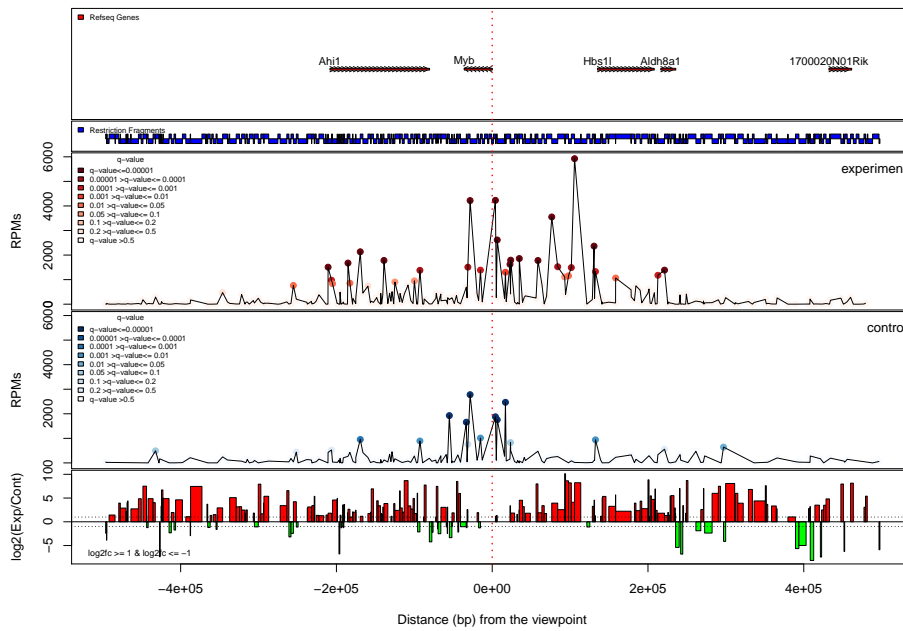 Refseq Genes
Ahi1
Myb
Hbs1l
Aldh8a1
1700020N01Rik
Restriction Fragments
experimen
q-value
q-value<=0.00001
0.00001 >q-value<= 0.0001
0.0001 >q-value<= 0.001
0.001 >q-value<= 0.01
0.01 >q-value<= 0.05
0.05 >q-value<= 0.1
0.1 >q-value<= 0.2
0.2 >q-value<= 0.5
q-value >0.5
RPMs
0 2000 4000 6000
contro
q-value
q-value<=0.00001
0.00001 >q-value<= 0.0001
0.0001 >q-value<= 0.001
0.001 >q-value<= 0.01
0.01 >q-value<= 0.05
0.05 >q-value<= 0.1
0.1 >q-value<= 0.2
0.2 >q-value<= 0.5
q-value >0.5
RPMs
0 2000 4000 6000
log2(Exp/Cont)
−5 0 5 10
log2fc >= 1 & log2fc <= −1
−4e+05 −2e+05 0e+00 2e+05 4e+05
Distance (bp) from the viewpoint